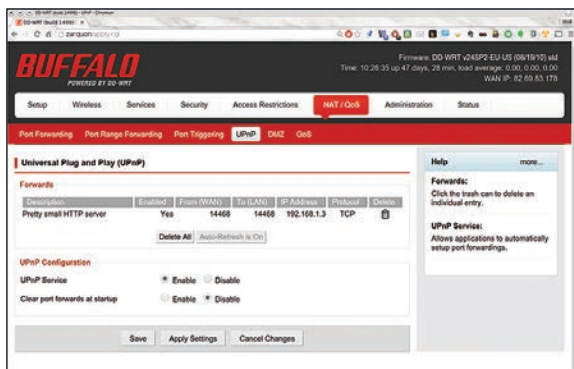 DD-WRT (build 14998)
zarquon/apply.cgi
BUFFALO
POWERED BY DD-WRT
Firmware: DD-WRT v24SP2-EU-US (08/19/10) std
Time: 10:28:35 up 47 days, 28 min, load average: 0.00, 0.00, 0.00
WAN IP: 82.69.83.178
Setup Wireless Services Security Access Restrictions NAT / QoS Administration Status
Port Forwarding Port Range Forwarding Port Triggering UPnP DMZ QoS
Universal Plug and Play (UPnP)
Forwards
Description Enabled From (WAN) To (LAN) IP Address Protocol Delete
Pretty small HTTP server Yes 14468 14468 192.168.1.3 TCP
Delete All Auto-Refresh is On
UPnP Configuration
UPnP Service Enable Disable
Clear port forwards at startup Enable Disable
Save Apply Settings Cancel Changes
Help more...
Forwards:
Click the trash can to delete an
individual entry.
UPnP Service:
Allows applications to automatically
setup port forwardings.